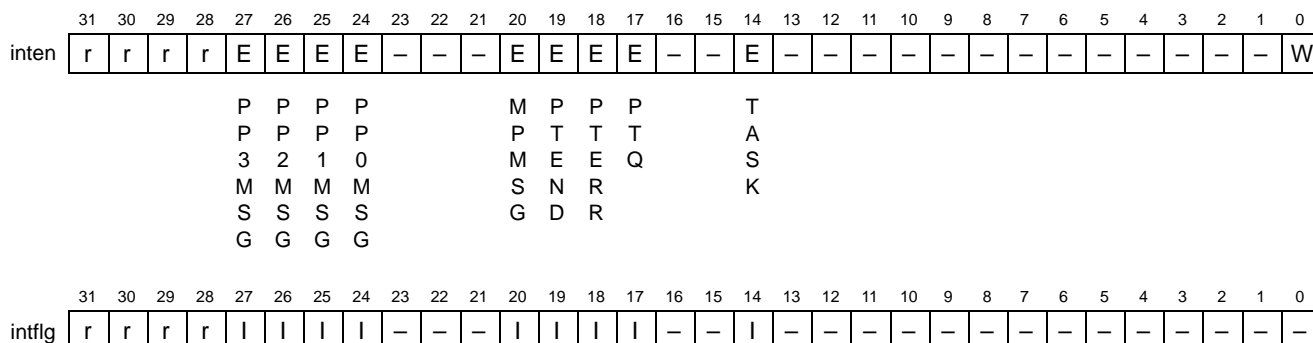 31 30 29 28 27 26 25 24 23 22 21 20 19 18 17 16 15 14 13 12 11 10 9 8 7 6 5 4 3 2 1 0
inten r r r r E E E E – – – E E E E – – E – – – – – – – – – – – – – W
P P P P M P P P T
P P P P P T T T A
3 2 1 0 M E E Q S
M M M M S N R K
S S S S G D R
G G G G
31 30 29 28 27 26 25 24 23 22 21 20 19 18 17 16 15 14 13 12 11 10 9 8 7 6 5 4 3 2 1 0
intflg r r r r I I I I – – – I I I I – – I – – – – – – – – – – – – – –